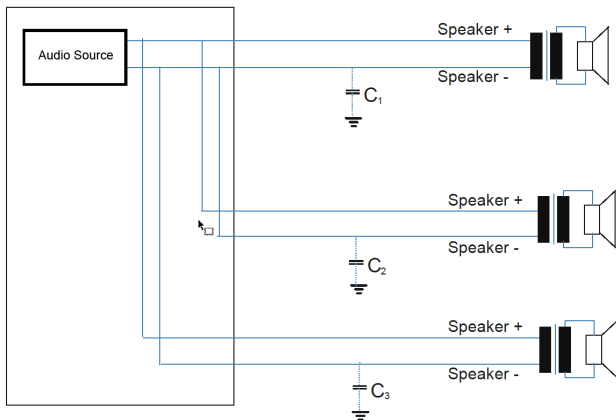 Speaker +
Audio Source
Speaker -
C1
Speaker +
Speaker -
C2
Speaker +
Speaker -
C3